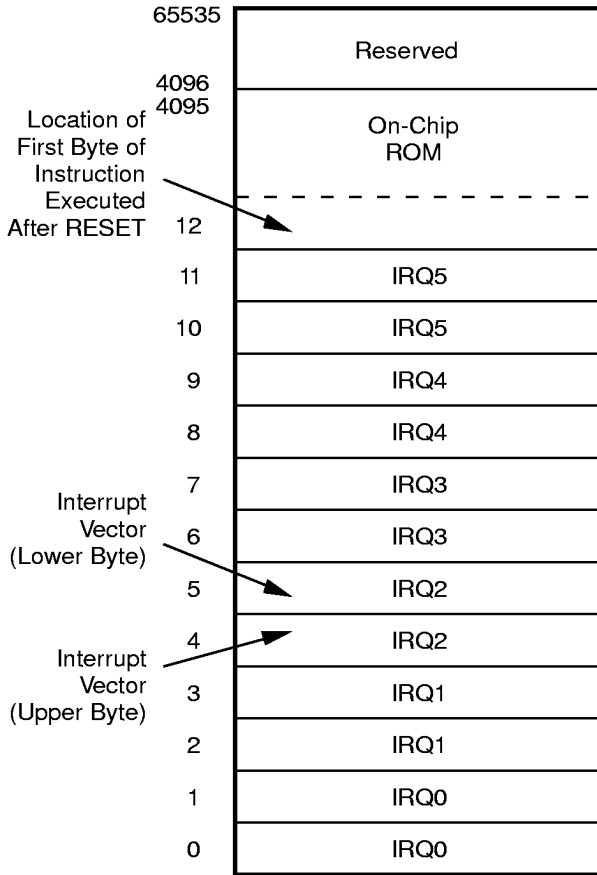 65535
Reserved
4096
4095
On-Chip
ROM
Location of
First Byte of
Instruction
Executed
After RESET
12
11 IRQ5
10 IRQ5
9 IRQ4
8 IRQ4
7 IRQ3
6 IRQ3
Interrupt
Vector
(Lower Byte)
5 IRQ2
4 IRQ2
Interrupt
Vector
(Upper Byte)
3 IRQ1
2 IRQ1
1 IRQ0
0 IRQ0